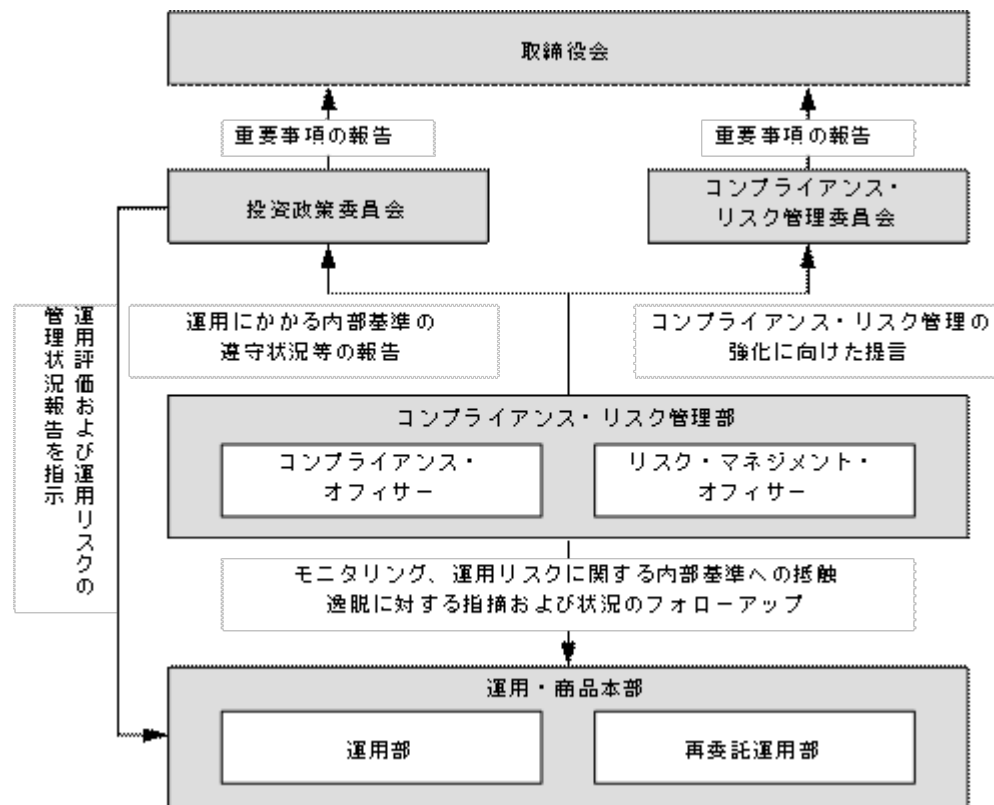 取締役会
重要事項の報告
重要事項の報告
投資政策委員会
コンプライアンス・
リスク管理委員会
運用評価および運用リスクの
管理状況報告を指示
運用にかかる内部基準の
遵守状況等の報告
コンプライアンス・リスク管理の
強化に向けた提言
コンプライアンス・リスク管理部
コンプライアンス・
オフィサー
リスク・マネジメント・
オフィサー
モニタリング、運用リスクに関する内部基準への抵触
逸脱に対する指摘および状況のフォローアップ
運用・商品本部
運用部
再委託運用部